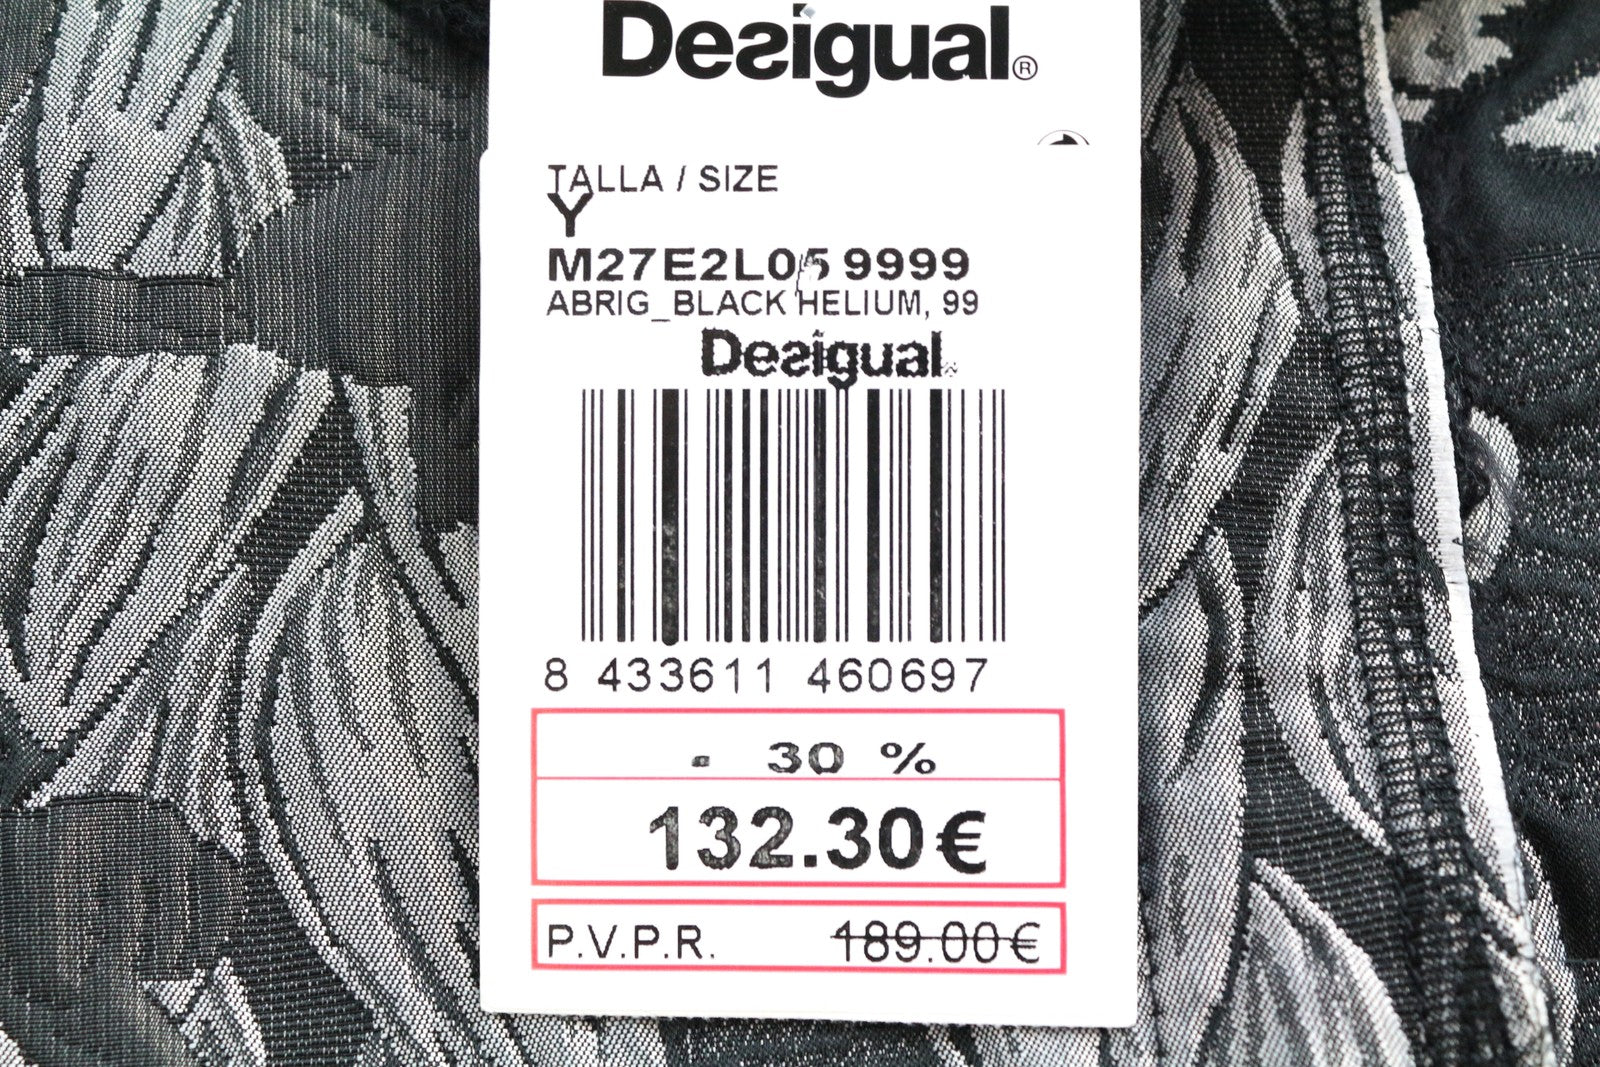 Desigual®
TALLA / SIZE
Y
M27E2L05 9999
ABRIG_BLACK HELIUM, 99
Desigual®
8 433611 460697
- 30 %
132.30€
P.V.P.R. 189.00€